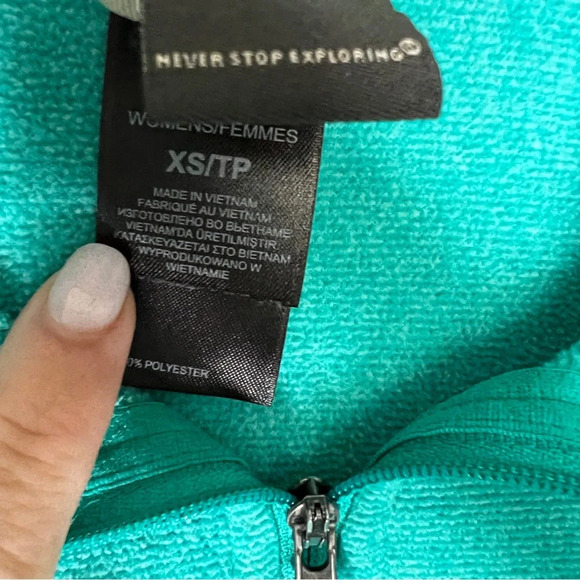 NEVER STOP EXPLORING®
WOMENS/FEMMES
XS/TP
MADE IN VIETNAM
FABRIQUÉ AU VIETNAM
ИЗГОТОВЛЕНО ВО ВЬЕТНАМЕ
VIETNAM'DA ÜRETILMIŞTIR.
ΚΑΤΑΣΚΕΥΑΖΕΤΑΙ ΣΤΟ ΒΙΕΤΝΑΜ
WYPRODUKOWANO W
WIETNAMIE
0% POLYESTER